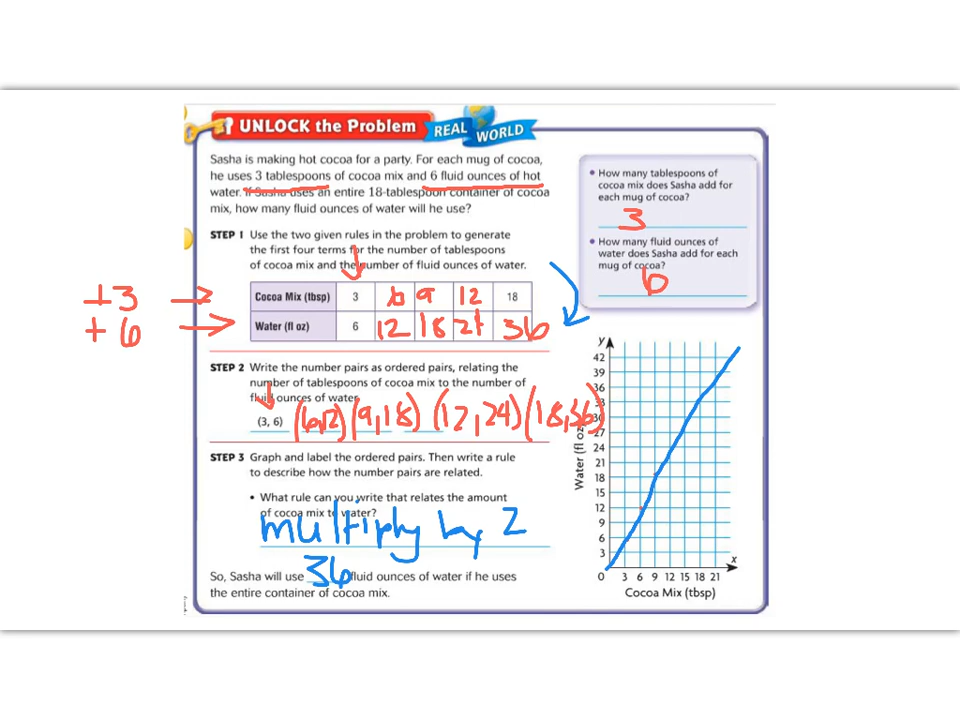 UNLOCK the Problem REAL WORLD
Sasha is making hot cocoa for a party. For each mug of cocoa,
he uses 3 tablespoons of cocoa mix and 6 fluid ounces of hot
water. If Sasha uses an entire 18-tablespoon container of cocoa
mix, how many fluid ounces of water will he use?
• How many tablespoons of
cocoa mix does Sasha add for
each mug of cocoa?
3
• How many fluid ounces of
water does Sasha add for each
mug of cocoa?
6
STEP 1 Use the two given rules in the problem to generate
the first four terms for the number of tablespoons
of cocoa mix and the number of fluid ounces of water.
+3 Cocoa Mix (tbsp) 3 6 9 12 18
+6 Water (fl oz) 6 12 18 24 36
STEP 2 Write the number pairs as ordered pairs, relating the
number of tablespoons of cocoa mix to the number of
fluid ounces of water.
(3, 6) (6,12) (9,18) (12,24) (18,36)
STEP 3 Graph and label the ordered pairs. Then write a rule
to describe how the number pairs are related.
• What rule can you write that relates the amount
of cocoa mix to water?
multiply by 2
So, Sasha will use 36 fluid ounces of water if he uses
the entire container of cocoa mix.
y
42
39
36
33
30
27
24
21
18
15
12
9
6
3
0 3 6 9 12 15 18 21
x
Water (fl oz)
Cocoa Mix (tbsp)